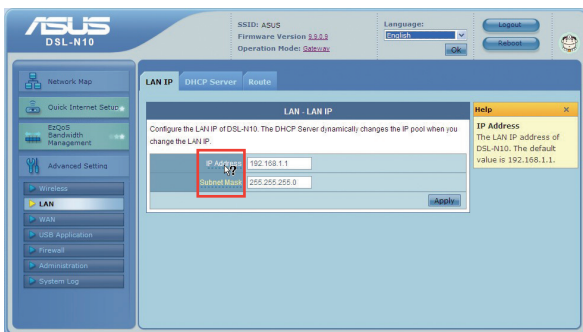 ASUS
DSL-N10
SSID: ASUS
Firmware Version 9.9.0.9
Operation Mode: Gateway
Language:
English
Ok
Logout
Reboot
Network Map
Quick Internet Setup
EzQoS
Bandwidth
Management
Advanced Setting
Wireless
LAN
WAN
USB Application
Firewall
Administration
System Log
LAN IP
DHCP Server
Route
LAN - LAN IP
Configure the LAN IP of DSL-N10. The DHCP Server dynamically changes the IP pool when you
change the LAN IP.
IP Address 192.168.1.1
Subnet Mask 255.255.255.0
Apply
Help X
IP Address
The LAN IP address of
DSL-N10. The default
value is 192.168.1.1.